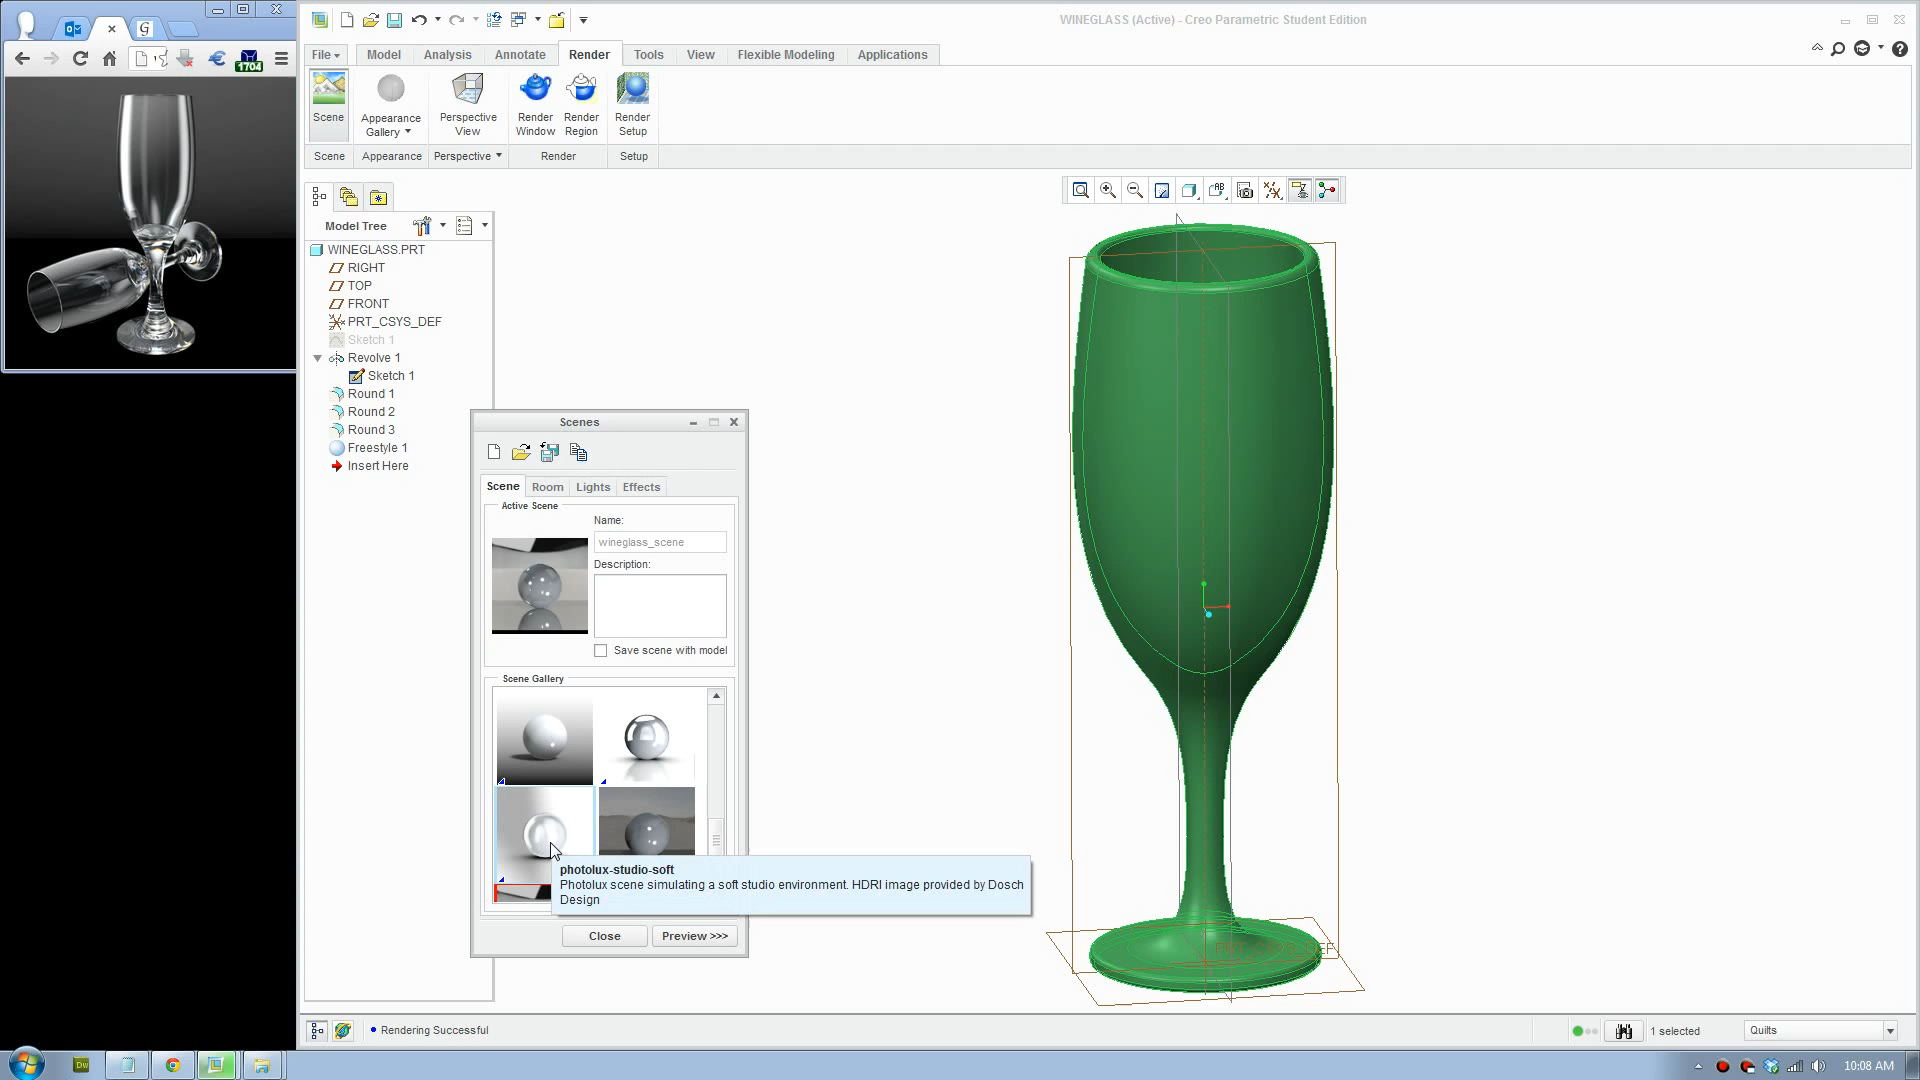 WINEGLASS (Active) - Creo Parametric Student Edition
File
Model
Analysis
Annotate
Render
Tools
View
Flexible Modeling
Applications
1704
Scene
Appearance
Gallery
Perspective
View
Render
Window
Render
Region
Render
Setup
Scene
Appearance
Perspective
Render
Setup
Model Tree
WINEGLASS.PRT
RIGHT
TOP
FRONT
PRT_CSYS_DEF
Sketch 1
Revolve 1
Sketch 1
Round 1
Round 2
Round 3
Freestyle 1
Insert Here
Scenes
Scene
Room
Lights
Effects
Active Scene
Name:
wineglass_scene
Description:
Save scene with model
Scene Gallery
photolux-studio-soft
Photolux scene simulating a soft studio environment. HDRI image provided by Dosch
Design
Close
Preview >>>
PRT_CSYS_DEF
Rendering Successful
1 selected
Quilts
Dw
10:08 AM